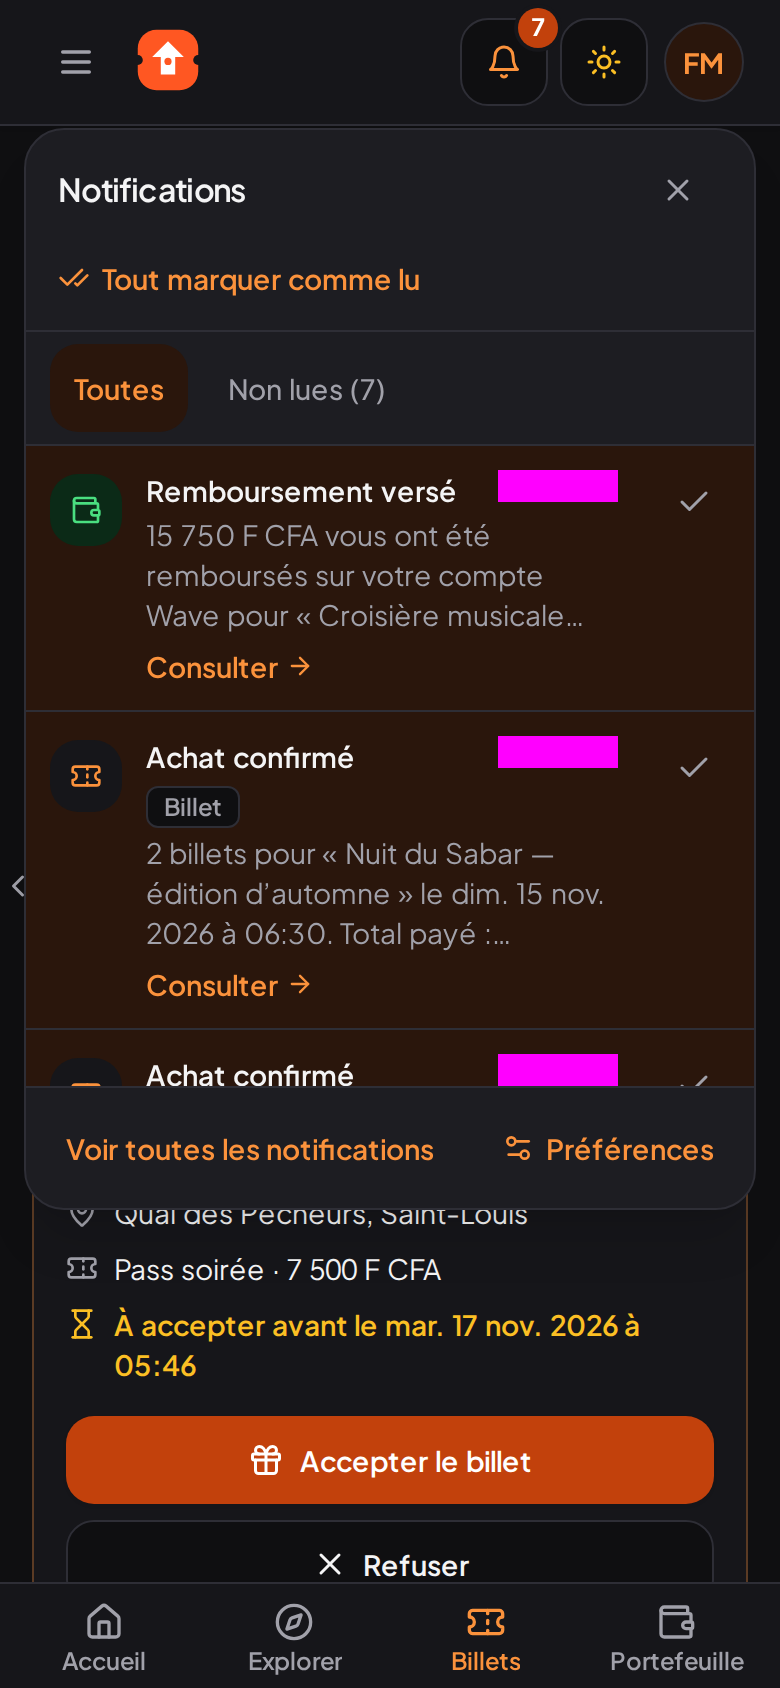 7
FM
Notifications
Tout marquer comme lu
Toutes
Non lues (7)
Remboursement versé
15 750 F CFA vous ont été
remboursés sur votre compte
Wave pour « Croisière musicale…
Consulter →
Achat confirmé
Billet
2 billets pour « Nuit du Sabar —
édition d’automne » le dim. 15 nov.
2026 à 06:30. Total payé :…
Consulter →
Achat confirmé
Voir toutes les notifications
Préférences
Quai des Pêcheurs, Saint-Louis
Pass soirée · 7 500 F CFA
À accepter avant le mar. 17 nov. 2026 à
05:46
Accepter le billet
Refuser
Accueil
Explorer
Billets
Portefeuille